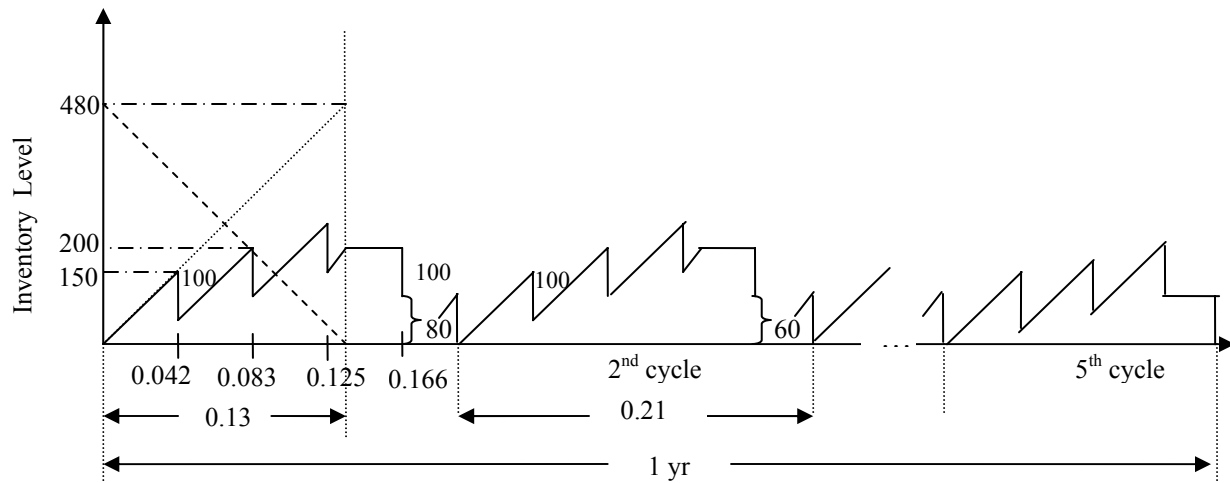 Inventory Level
480
200
150
100
100
80
100
60
0.042
0.083
0.125
0.166
2nd cycle
. . .
5th cycle
0.13
0.21
1 yr